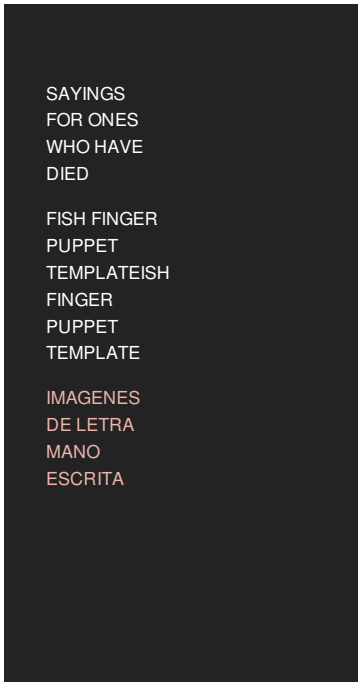 SAYINGS
FOR ONES
WHO HAVE
DIED
FISH FINGER
PUPPET
TEMPLATEISH
FINGER
PUPPET
TEMPLATE
IMAGENES
DE LETRA
MANO
ESCRITA